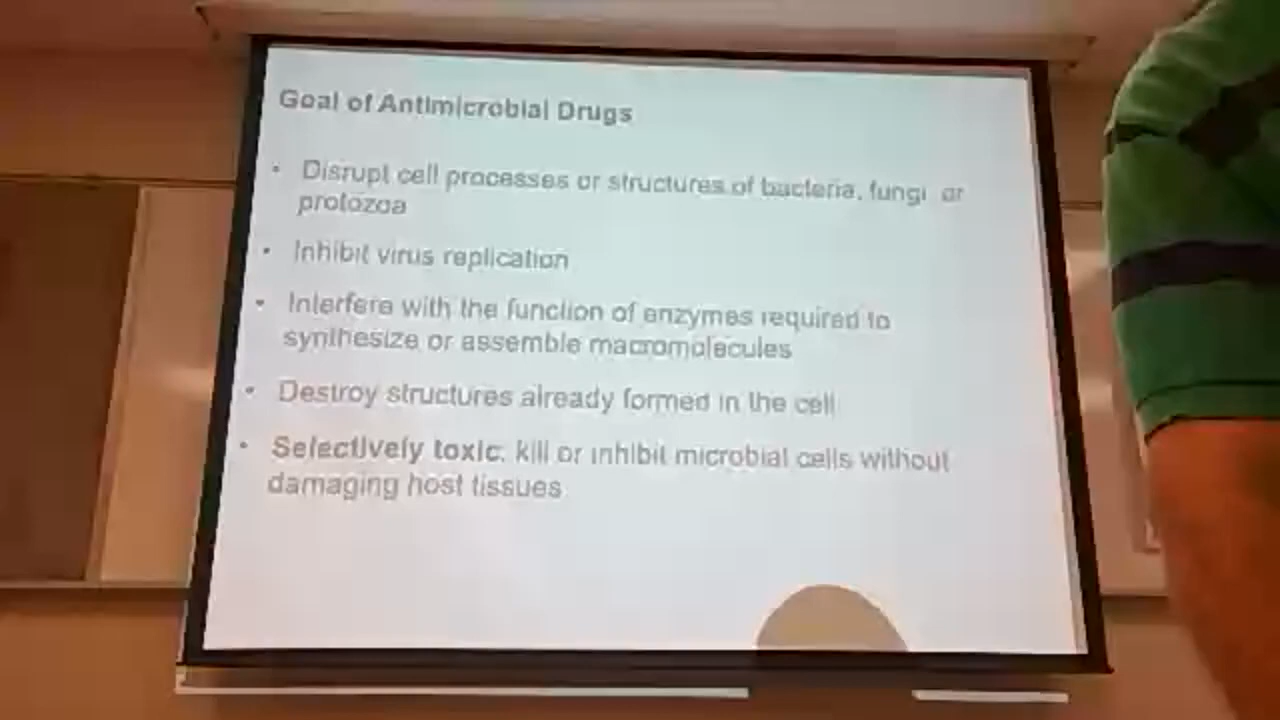 Goal of Antimicrobial Drugs
• Disrupt cell processes or structures of bacteria, fungi or
protozoa
• Inhibit virus replication
• Interfere with the function of enzymes required to
synthesize or assemble macromolecules
• Destroy structures already formed in the cell
• Selectively toxic: kill or inhibit microbial cells without
damaging host tissues